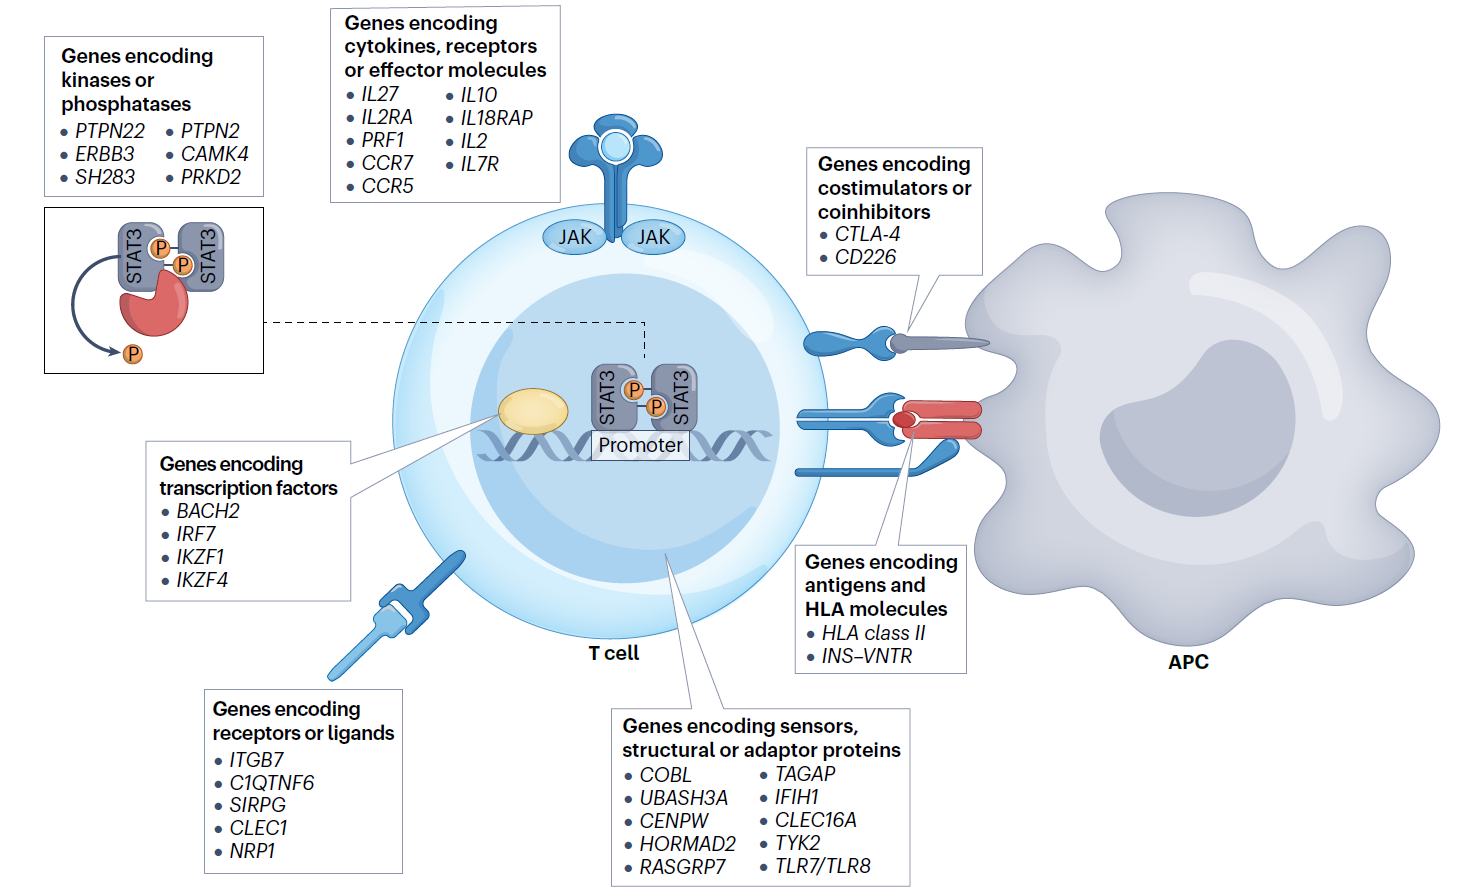 Genes encoding
kinases or
phosphatases
• PTPN22
• ERBB3
• SH283
• PTPN2
• CAMK4
• PRKD2
STAT3
P
P
STAT3
P
Genes encoding
cytokines, receptors
or effector molecules
• IL27
• IL2RA
• PRF1
• CCR7
• CCR5
• IL10
• IL18RAP
• IL2
• IL7R
JAK
JAK
Genes encoding
costimulators or
coinhibitors
• CTLA-4
• CD226
STAT3
P
P
STAT3
Promoter
Genes encoding
transcription factors
• BACH2
• IRF7
• IKZF1
• IKZF4
T cell
Genes encoding
antigens and
HLA molecules
• HLA class II
• INS–VNTR
APC
Genes encoding
receptors or ligands
• ITGB7
• C1QTNF6
• SIRPG
• CLEC1
• NRP1
Genes encoding sensors,
structural or adaptor proteins
• COBL
• UBASH3A
• CENPW
• HORMAD2
• RASGRP7
• TAGAP
• IFIH1
• CLEC16A
• TYK2
• TLR7/TLR8